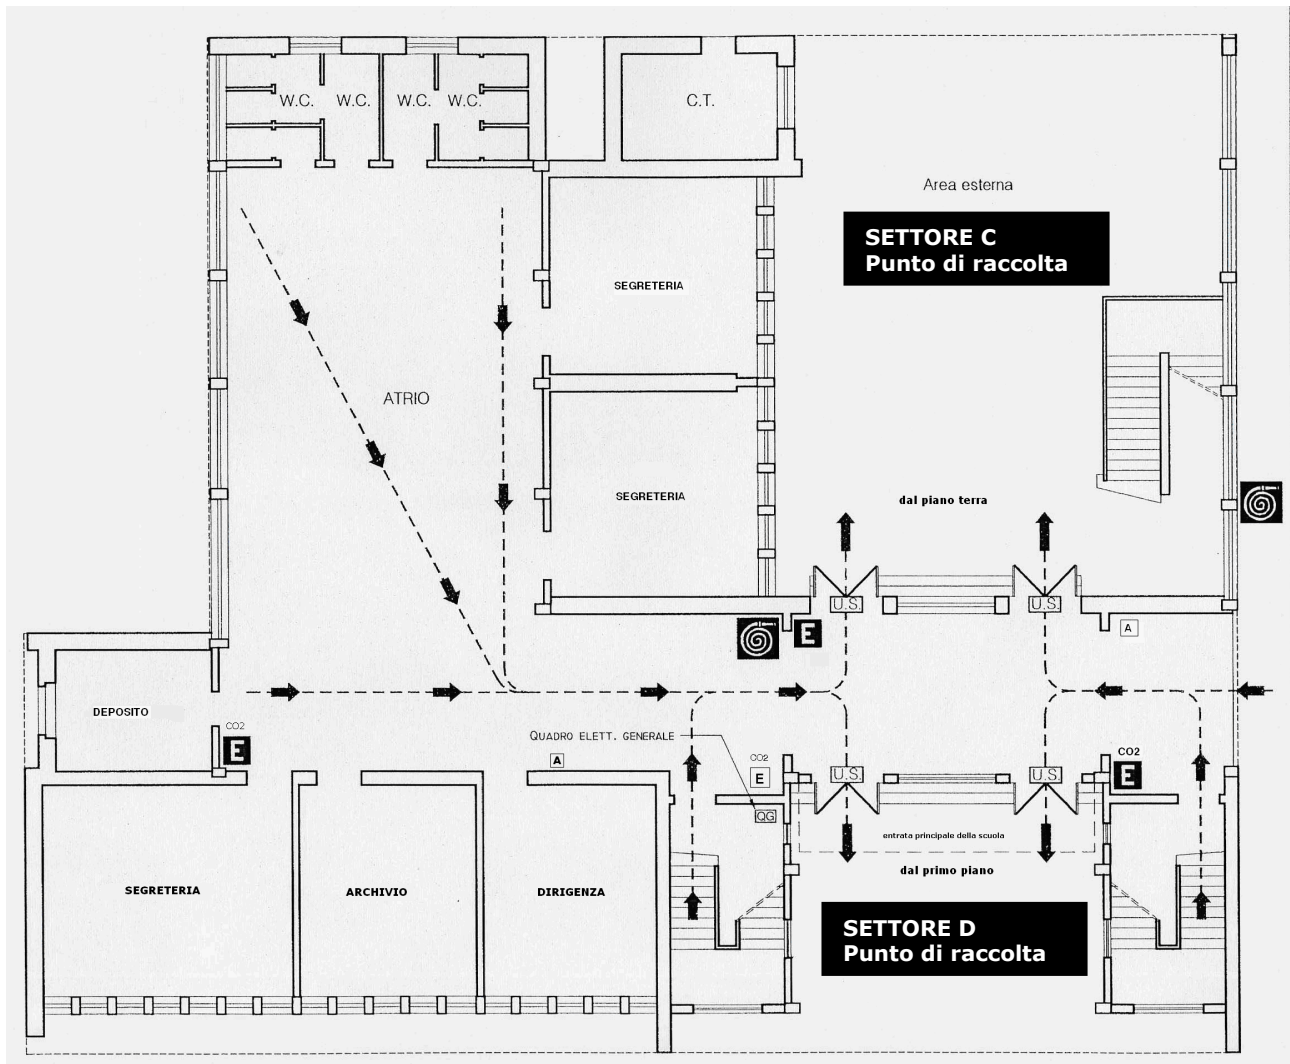 W.C.
W.C.
W.C.
W.C.
C.T.
Area esterna
SETTORE C
Punto di raccolta
SEGRETERIA
ATRIO
SEGRETERIA
dal piano terra
U.S.
U.S.
E
A
DEPOSITO
CO2
E
QUADRO ELETT. GENERALE
A
CO2
E
U.S.
U.S.
CO2
E
QG
entrata principale della scuola
dal primo piano
SEGRETERIA
ARCHIVIO
DIRIGENZA
SETTORE D
Punto di raccolta